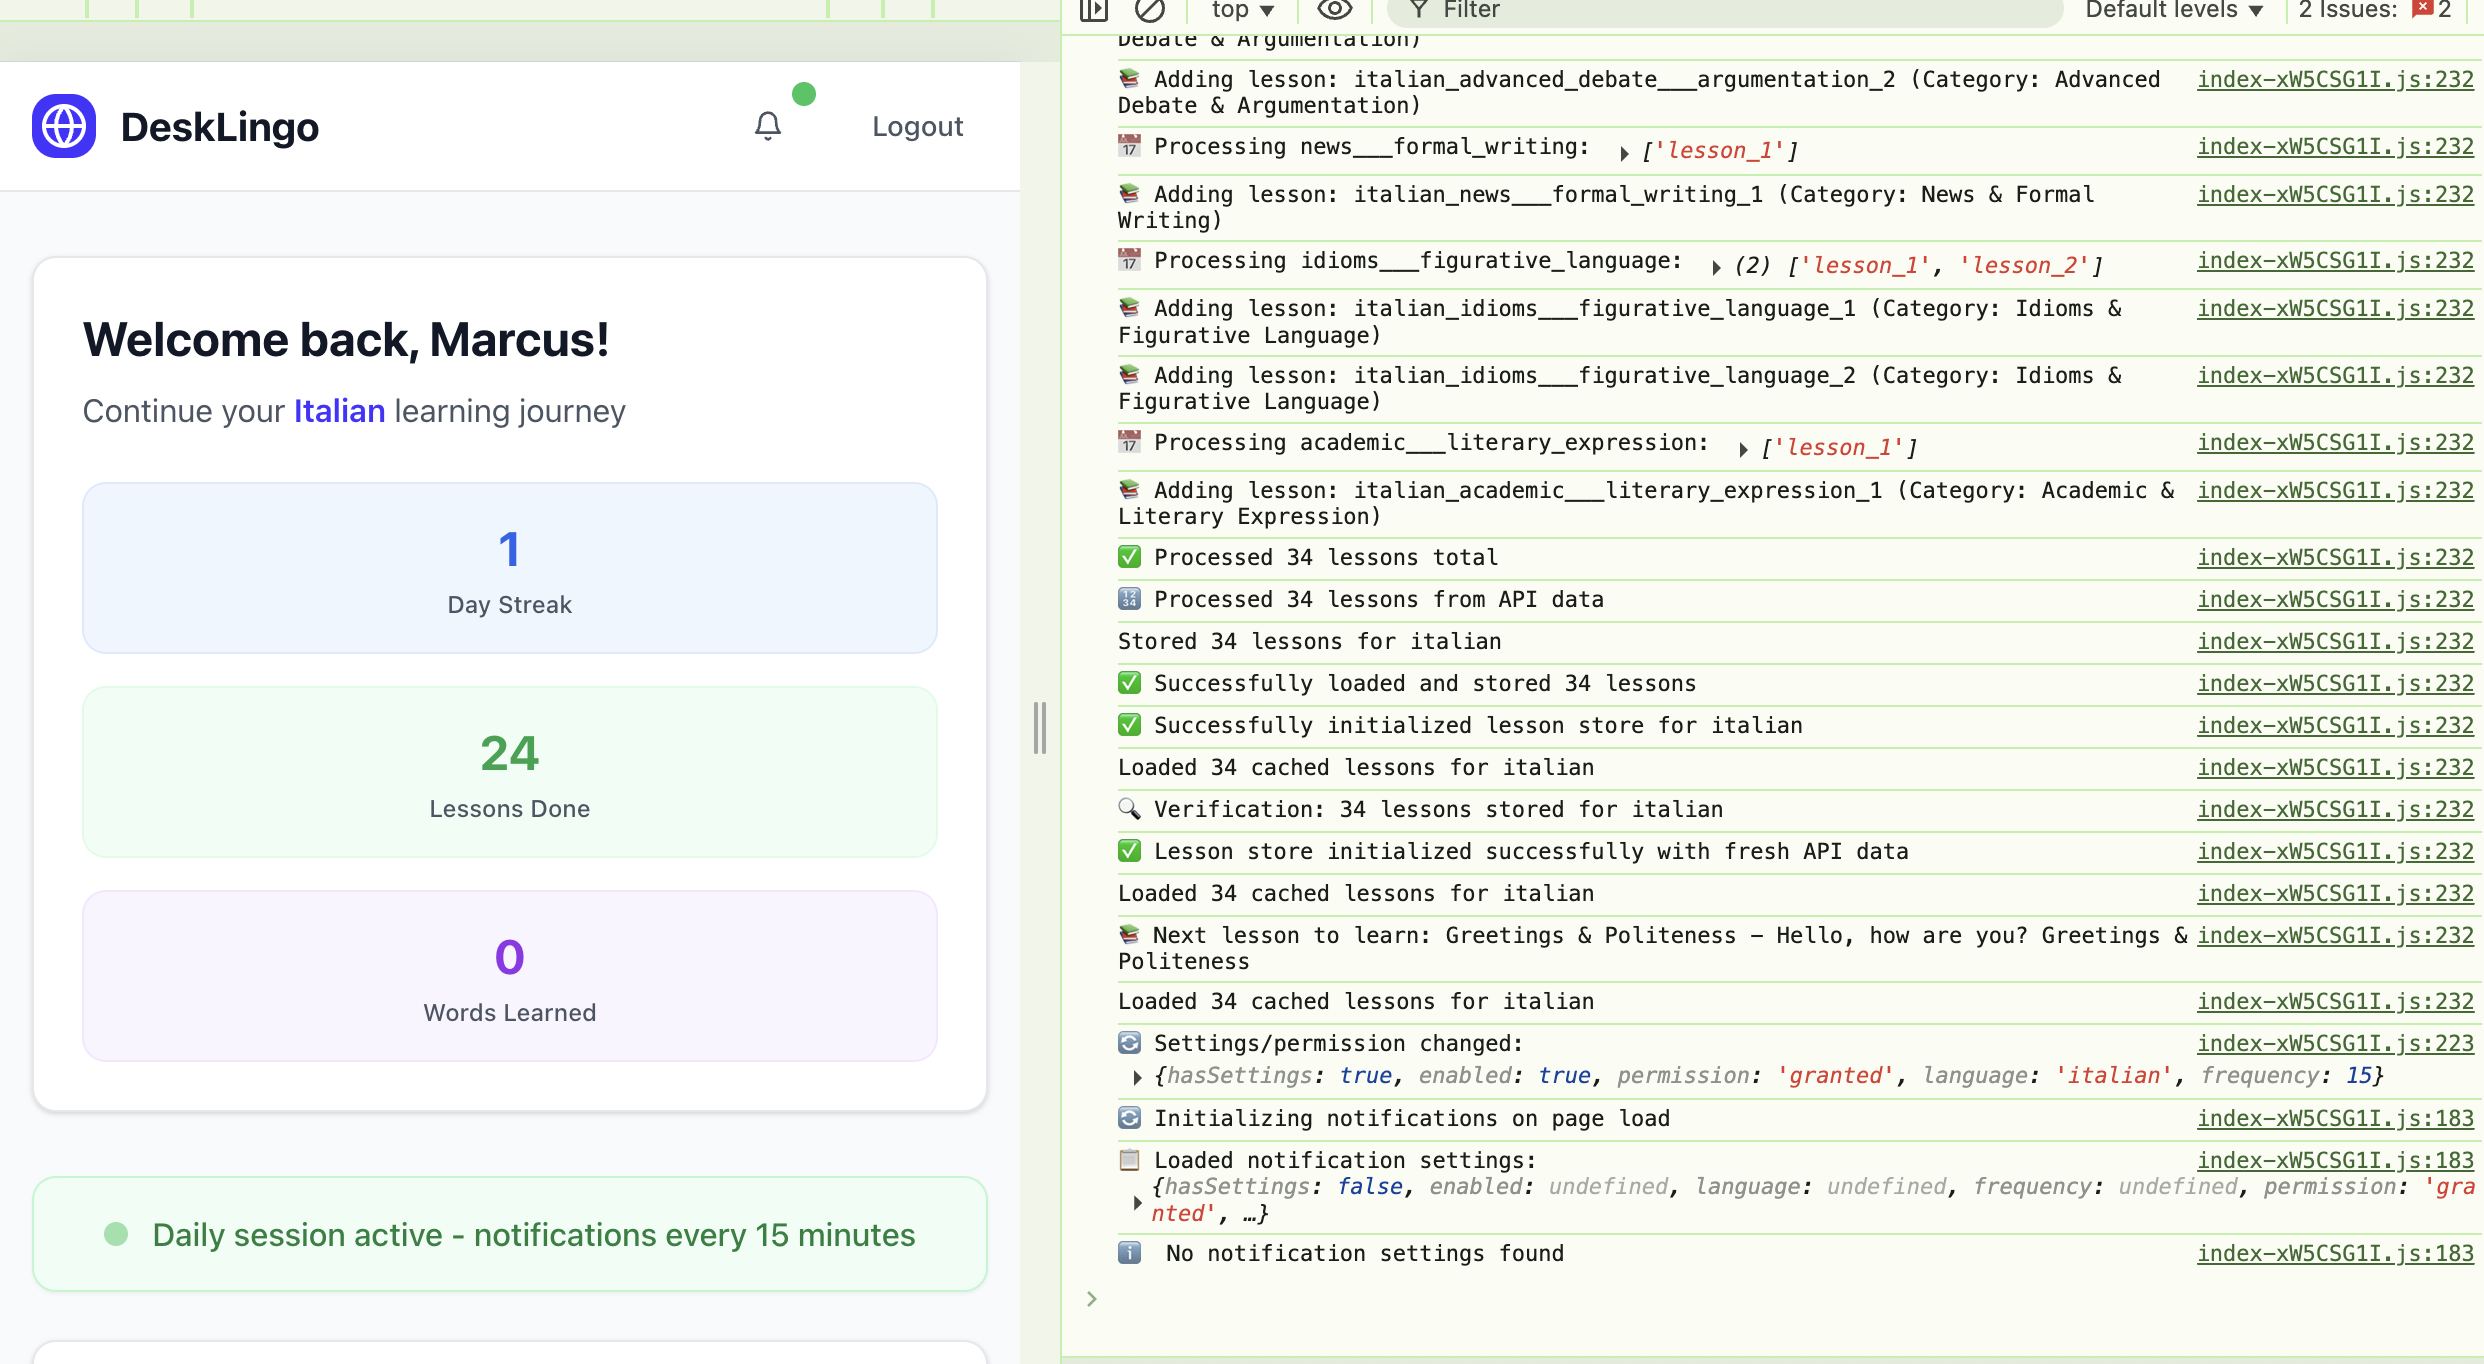 DeskLingo
Logout
Welcome back, Marcus!
Continue your Italian learning journey
1
Day Streak
24
Lessons Done
0
Words Learned
Daily session active - notifications every 15 minutes
top
Filter
Default levels
2 Issues: 2
Debate & Argumentation)
Adding lesson: italian_advanced_debate___argumentation_2 (Category: Advanced index-xW5CSG1I.js:232
Debate & Argumentation)
17 Processing news___formal_writing: ['lesson_1'] index-xW5CSG1I.js:232
Adding lesson: italian_news___formal_writing_1 (Category: News & Formal index-xW5CSG1I.js:232
Writing)
17 Processing idioms___figurative_language: (2) ['lesson_1', 'lesson_2'] index-xW5CSG1I.js:232
Adding lesson: italian_idioms___figurative_language_1 (Category: Idioms & index-xW5CSG1I.js:232
Figurative Language)
Adding lesson: italian_idioms___figurative_language_2 (Category: Idioms & index-xW5CSG1I.js:232
Figurative Language)
17 Processing academic___literary_expression: ['lesson_1'] index-xW5CSG1I.js:232
Adding lesson: italian_academic___literary_expression_1 (Category: Academic & index-xW5CSG1I.js:232
Literary Expression)
Processed 34 lessons total index-xW5CSG1I.js:232
1234 Processed 34 lessons from API data index-xW5CSG1I.js:232
Stored 34 lessons for italian index-xW5CSG1I.js:232
Successfully loaded and stored 34 lessons index-xW5CSG1I.js:232
Successfully initialized lesson store for italian index-xW5CSG1I.js:232
Loaded 34 cached lessons for italian index-xW5CSG1I.js:232
Verification: 34 lessons stored for italian index-xW5CSG1I.js:232
Lesson store initialized successfully with fresh API data index-xW5CSG1I.js:232
Loaded 34 cached lessons for italian index-xW5CSG1I.js:232
Next lesson to learn: Greetings & Politeness – Hello, how are you? Greetings & index-xW5CSG1I.js:232
Politeness
Loaded 34 cached lessons for italian index-xW5CSG1I.js:232
Settings/permission changed: index-xW5CSG1I.js:223
{hasSettings: true, enabled: true, permission: 'granted', language: 'italian', frequency: 15}
Initializing notifications on page load index-xW5CSG1I.js:183
Loaded notification settings: index-xW5CSG1I.js:183
{hasSettings: false, enabled: undefined, language: undefined, frequency: undefined, permission: 'gra
nted', …}
No notification settings found index-xW5CSG1I.js:183